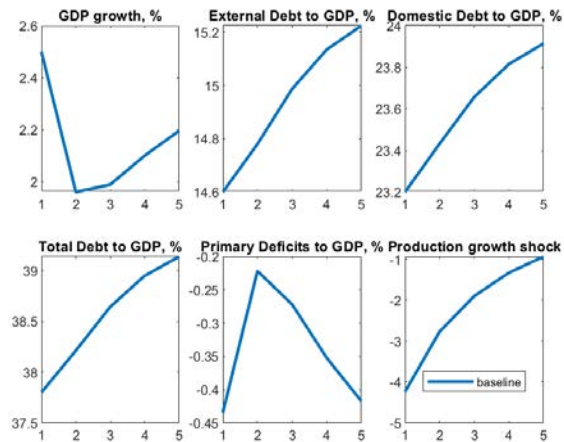 GDP growth, %
2.6
2.4
2.2
2
1 2 3 4 5
External Debt to GDP, %
15.2
15
14.8
14.6
1 2 3 4 5
Domestic Debt to GDP, %
24
23.8
23.6
23.4
23.2
1 2 3 4 5
Total Debt to GDP, %
39
38.5
38
37.5
1 2 3 4 5
Primary Deficits to GDP, %
-0.2
-0.25
-0.3
-0.35
-0.4
-0.45
1 2 3 4 5
Production growth shock
-1
-2
-3
-4
-5
baseline
1 2 3 4 5